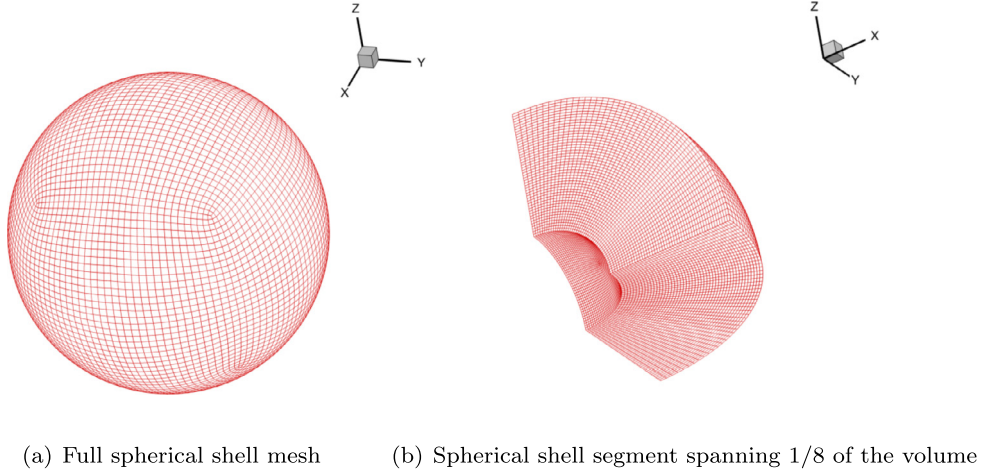 Z
Y
X
Z
X
Y
(a) Full spherical shell mesh
(b) Spherical shell segment spanning 1/8 of the volume